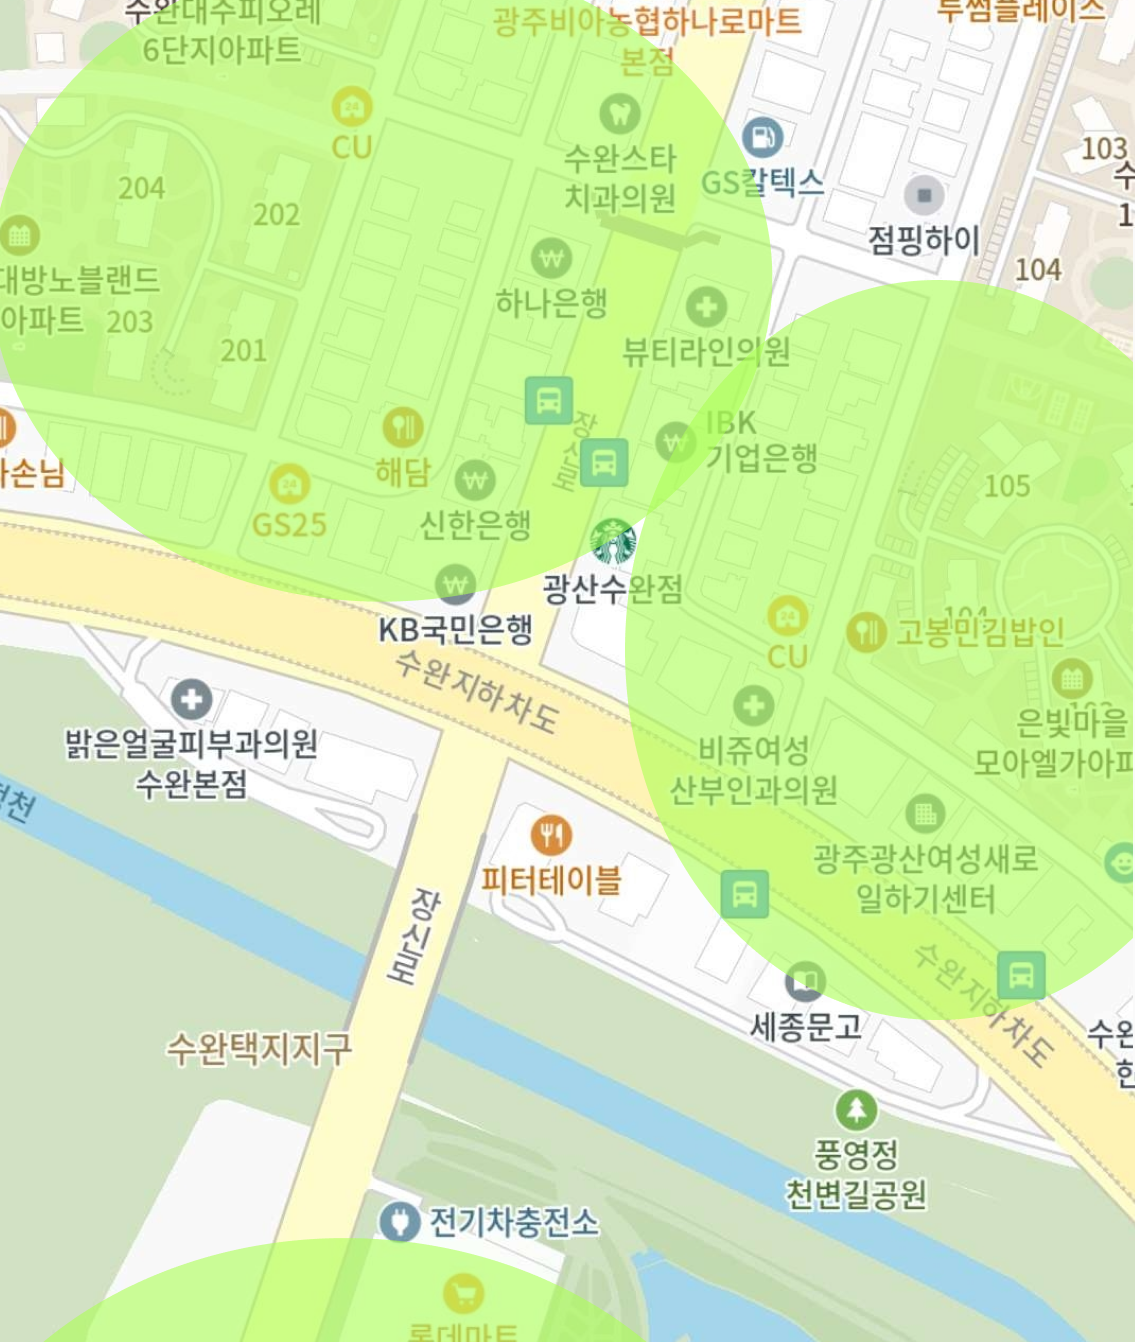 수완대주피오레
6단지아파트
광주비아농협하나로마트
본점
투썸플레이스
24
CU
수완스타
치과의원
GS칼텍스
103
204
202
점핑하이
104
하나은행
대방노블랜드
아파트
203
201
뷰티라인의원
장신로
IBK
기업은행
해담
손님
GS25
신한은행
105
광산수완점
KB국민은행
24
CU
고봉민김밥인
104
수완지하차도
밝은얼굴피부과의원
수완본점
비쥬여성
산부인과의원
은빛마을
모아엘가아파
피터테이블
광주광산여성새로
일하기센터
장신로
수완지하차도
세종문고
수완택지지구
풍영정
천변길공원
전기차충전소
롯데마트